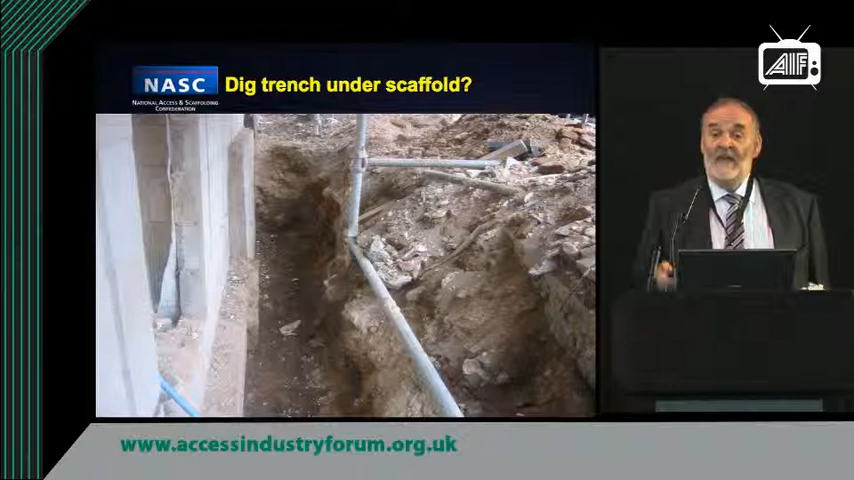 AIF
NASC
NATIONAL ACCESS & SCAFFOLDING
CONFEDERATION
Dig trench under scaffold?
www.accessindustryforum.org.uk